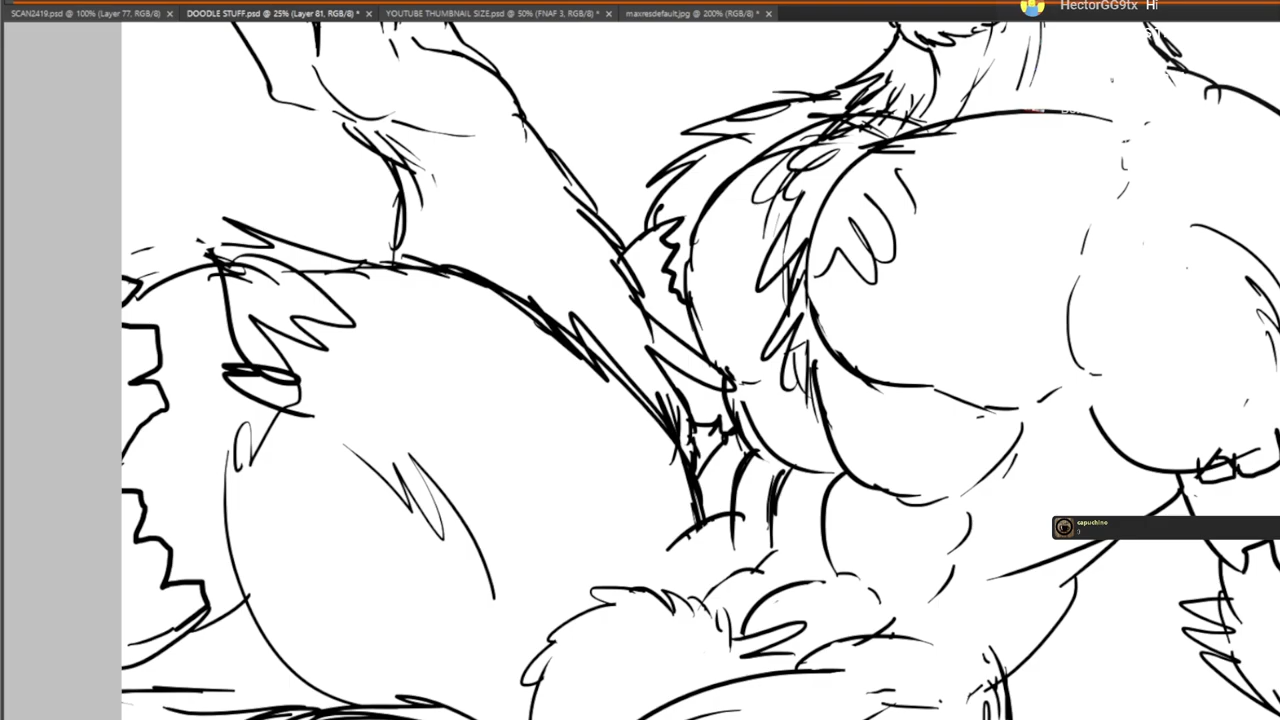 HectorGG9tx Hi
SCAN2419.psd @ 100% (Layer 77, RGB/8) ×
DOODLE STUFF.psd @ 25% (Layer 81, RGB/8) * ×
YOUTUBE THUMBNAIL SIZE.psd @ 50% (FNAF 3, RGB/8) * ×
maxresdefault.jpg @ 200% (RGB/8) * ×
capuchino